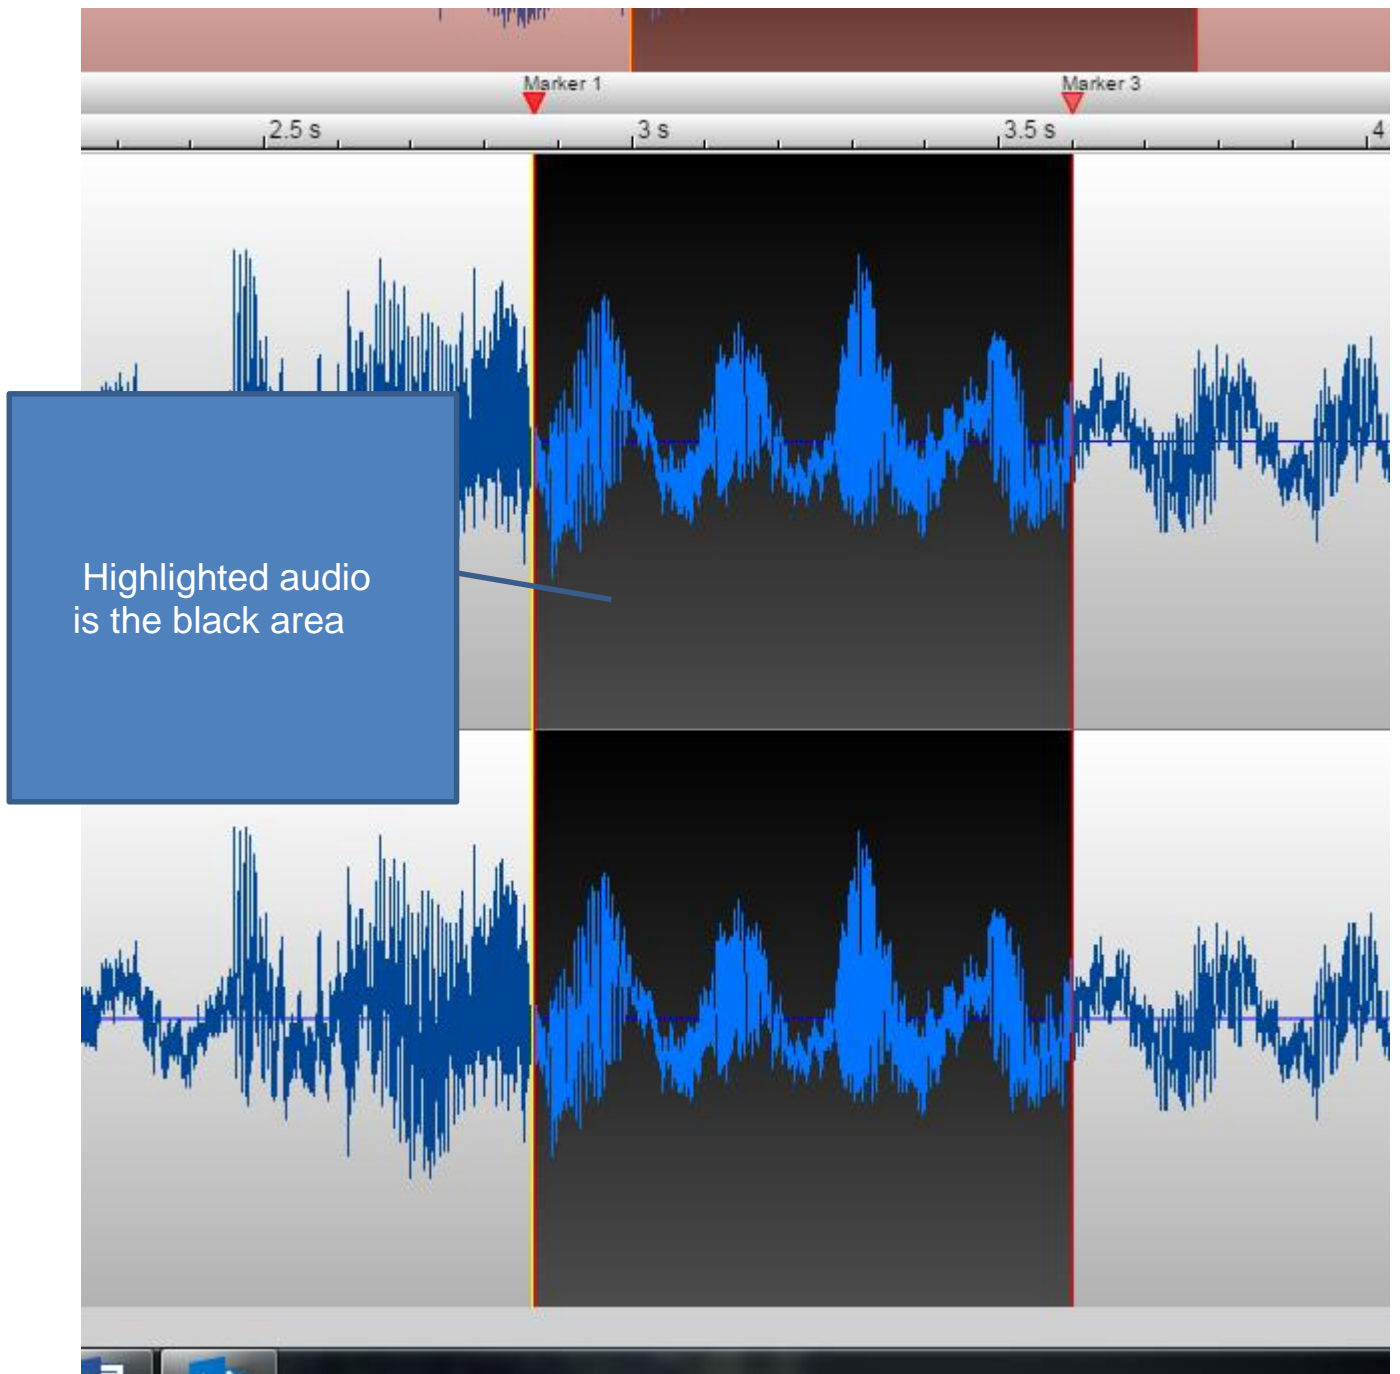 Marker 1
Marker 3
2.5 s
3 s
3.5 s
4
Highlighted audio
is the black area